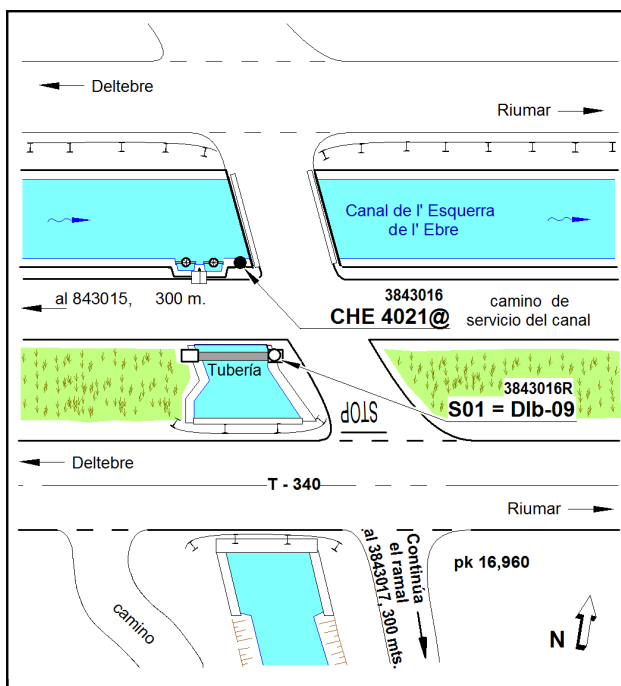 Deltebre
Riumar
Canal de l' Esquerra
de l' Ebre
al 843015, 300 m.
3843016
CHE 4021@
camino de
servicio del canal
Tubería
3843016R
S01 = Dlb-09
STOP
Deltebre
T - 340
Riumar
Continúa
el ramal
al 3843017, 300 mts.
pk 16,960
camino
N